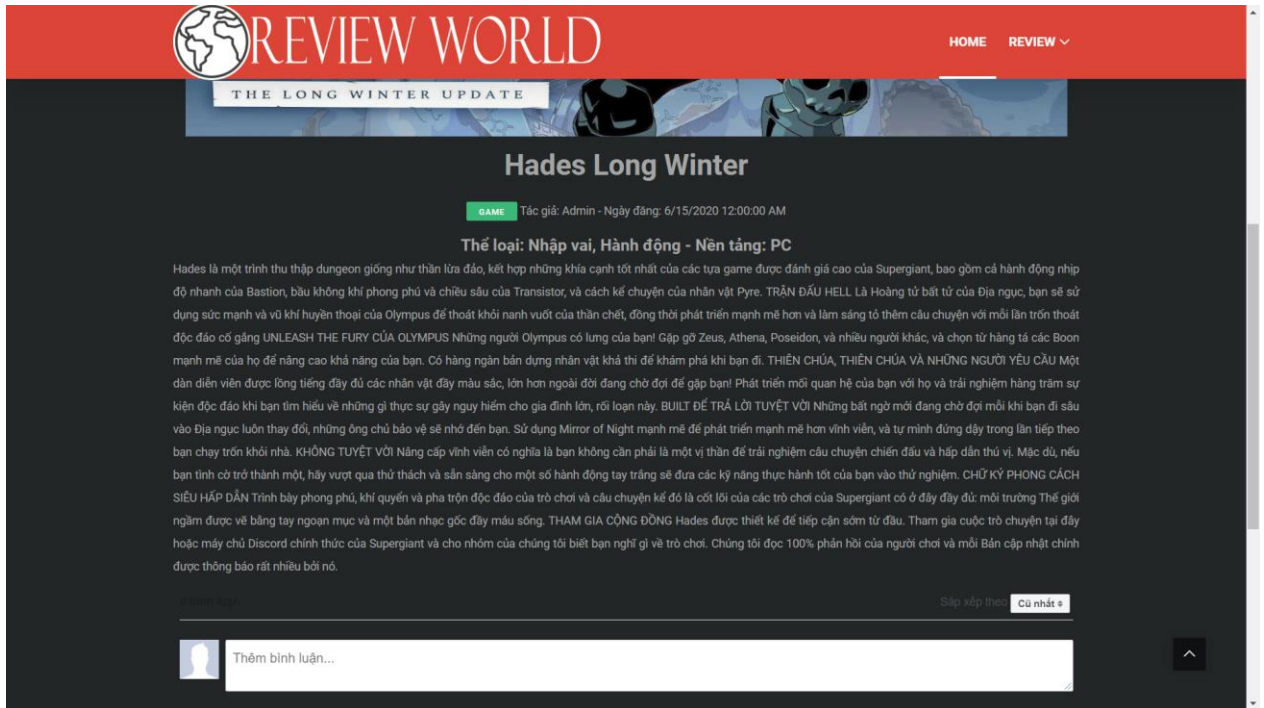 REVIEW WORLD
HOME REVIEW
THE LONG WINTER UPDATE
Hades Long Winter
GAME Tác giả: Admin - Ngày đăng: 6/15/2020 12:00:00 AM
Thể loại: Nhập vai, Hành động - Nền tảng: PC
Hades là một trình thu thập dungeon giống như thần lừa đảo, kết hợp những khía cạnh tốt nhất của các tựa game được đánh giá cao của Supergiant, bao gồm cả hành động nhịp
độ nhanh của Bastion, bầu không khí phong phú và chiều sâu của Transistor, và cách kể chuyện của nhân vật Pyre. TRẬN ĐẤU HELL Là Hoàng tử bất tử của Địa ngục, bạn sẽ sử
dụng sức mạnh và vũ khí huyền thoại của Olympus để thoát khỏi nanh vuốt của thần chết, đồng thời phát triển mạnh mẽ hơn và làm sáng tỏ thêm câu chuyện với mỗi lần trốn thoát
độc đáo cố gắng UNLEASH THE FURY CỦA OLYMPUS Những người Olympus có lưng của bạn! Gặp gỡ Zeus, Athena, Poseidon, và nhiều người khác, và chọn từ hàng tá các Boon
mạnh mẽ của họ để nâng cao khả năng của bạn. Có hàng ngàn bản dựng nhân vật khả thi để khám phá khi bạn đi. THIÊN CHÚA, THIÊN CHÚA VÀ NHỮNG NGƯỜI YÊU CẦU Một
dàn diễn viên được lồng tiếng đầy đủ các nhân vật đầy màu sắc, lớn hơn ngoài đời đang chờ đợi để gặp bạn! Phát triển mối quan hệ của bạn với họ và trải nghiệm hàng trăm sự
kiện độc đáo khi bạn tìm hiểu về những gì thực sự gây nguy hiểm cho gia đình lớn, rối loạn này. BUILT ĐỂ TRẢ LỜI TUYỆT VỜI Những bất ngờ mới đang chờ đợi mỗi khi bạn đi sâu
vào Địa ngục luôn thay đổi, những ông chủ bảo vệ sẽ nhớ đến bạn. Sử dụng Mirror of Night mạnh mẽ để phát triển mạnh mẽ hơn vĩnh viễn, và tự mình đứng dậy trong lần tiếp theo
bạn chạy trốn khỏi nhà. KHÔNG TUYỆT VỜI Nâng cấp vĩnh viễn có nghĩa là bạn không cần phải là một vị thần để trải nghiệm câu chuyện chiến đấu và hấp dẫn thú vị. Mặc dù, nếu
bạn tình cờ trở thành một, hãy vượt qua thử thách và sẵn sàng cho một số hành động tay trắng sẽ đưa các kỹ năng thực hành tốt của bạn vào thử nghiệm. CHỮ KÝ PHONG CÁCH
SIÊU HẤP DẪN Trình bày phong phú, khí quyển và pha trộn độc đáo của trò chơi và câu chuyện kể đó là cốt lõi của các trò chơi của Supergiant có ở đây đầy đủ: môi trường Thế giới
ngầm được vẽ bằng tay ngoạn mục và một bản nhạc gốc đầy máu sống. THAM GIA CỘNG ĐỒNG Hades được thiết kế để tiếp cận sớm từ đầu. Tham gia cuộc trò chuyện tại đây
hoặc máy chủ Discord chính thức của Supergiant và cho nhóm của chúng tôi biết bạn nghĩ gì về trò chơi. Chúng tôi đọc 100% phản hồi của người chơi và mỗi Bản cập nhật chính
được thông báo rất nhiều bởi nó.
Sắp xếp theo Cũ nhất
Thêm bình luận...